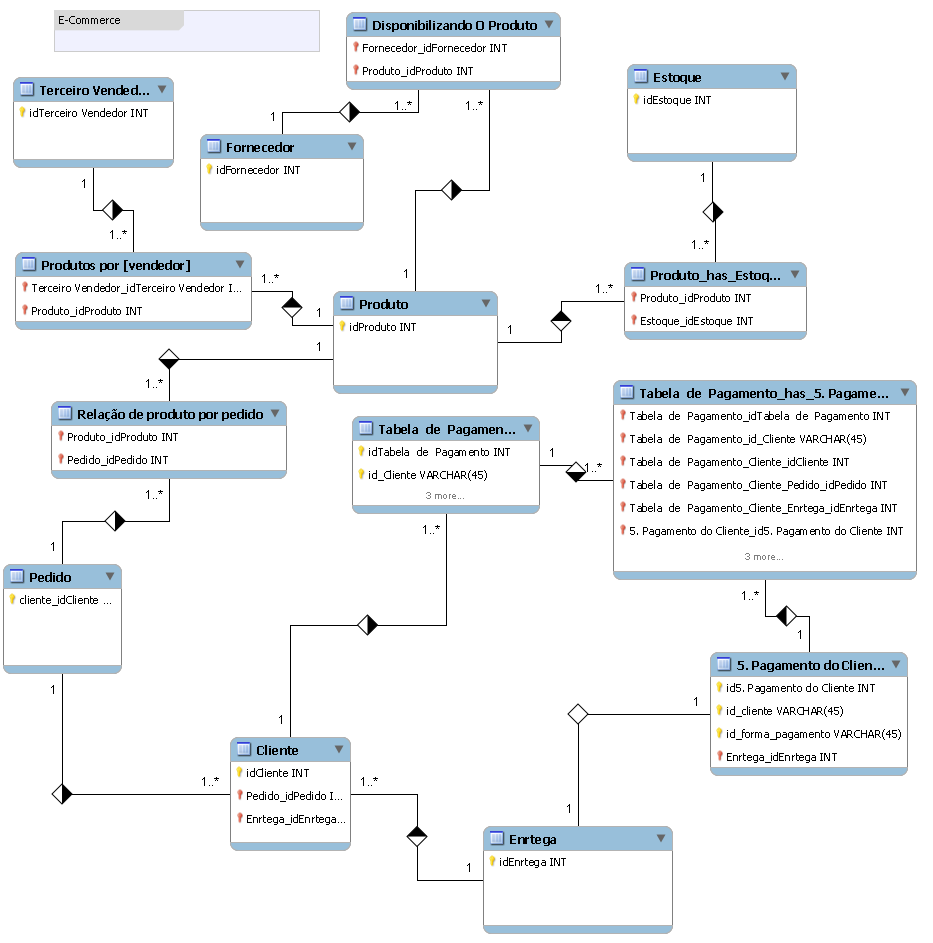 E-Commerce
Disponibilizando O Produto
Fornecedor_idFornecedor INT
Produto_idProduto INT
1..*
1..*
Terceiro Vended...
idTerceiro Vendedor INT
1
1..*
Fornecedor
idFornecedor INT
1
1
Estoque
idEstoque INT
1
1..*
Produtos por [vendedor]
Terceiro Vendedor_idTerceiro Vendedor I...
Produto_idProduto INT
1..*
1
Produto
idProduto INT
1
1
1..*
Produto_has_Estoq...
Produto_idProduto INT
Estoque_idEstoque INT
1..*
Relação de produto por pedido
Produto_idProduto INT
Pedido_idPedido INT
1..*
1
Tabela de Pagamen...
idTabela de Pagamento INT
id_Cliente VARCHAR(45)
3 more...
1
1..*
1..*
Tabela de Pagamento_has_5. Pagame...
Tabela de Pagamento_idTabela de Pagamento INT
Tabela de Pagamento_id_Cliente VARCHAR(45)
Tabela de Pagamento_Cliente_idCliente INT
Tabela de Pagamento_Cliente_Pedido_idPedido INT
Tabela de Pagamento_Cliente_Enrtega_idEnrtega INT
5. Pagamento do Cliente_id5. Pagamento do Cliente INT
3 more...
1..*
1
Pedido
cliente_idCliente ...
1
1..*
5. Pagamento do Clien...
id5. Pagamento do Cliente INT
id_cliente VARCHAR(45)
id_forma_pagamento VARCHAR(45)
Enrtega_idEnrtega INT
1
1
Cliente
idCliente INT
Pedido_idPedido I...
Enrtega_idEnrtega...
1
1..*
1
Enrtega
idEnrtega INT